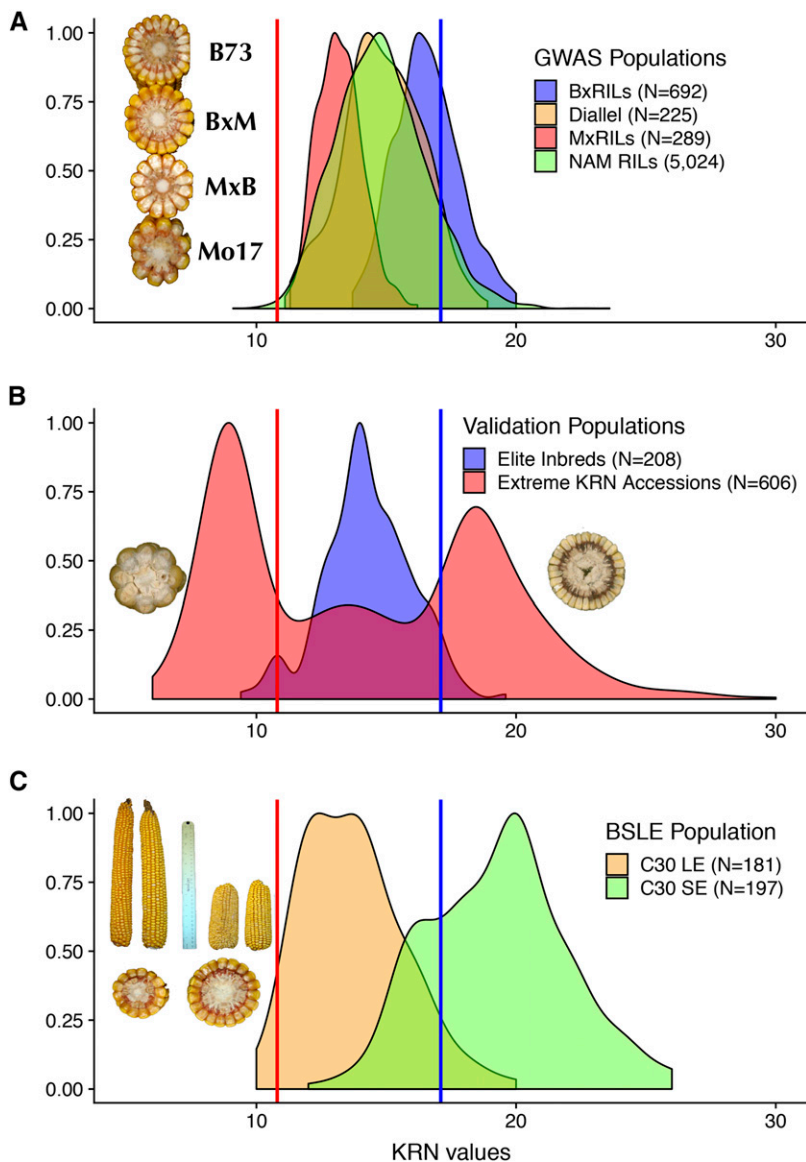 A
1.00
0.75
0.50
0.25
0.00
B73
BxM
MxB
Mo17
GWAS Populations
BxRILs (N=692)
Diallel (N=225)
MxRILs (N=289)
NAM RILs (5,024)
10
20
30
B
1.00
0.75
0.50
0.25
0.00
Validation Populations
Elite Inbreds (N=208)
Extreme KRN Accessions (N=606)
10
20
30
C
1.00
0.75
0.50
0.25
0.00
BSLE Population
C30 LE (N=181)
C30 SE (N=197)
10
20
30
KRN values